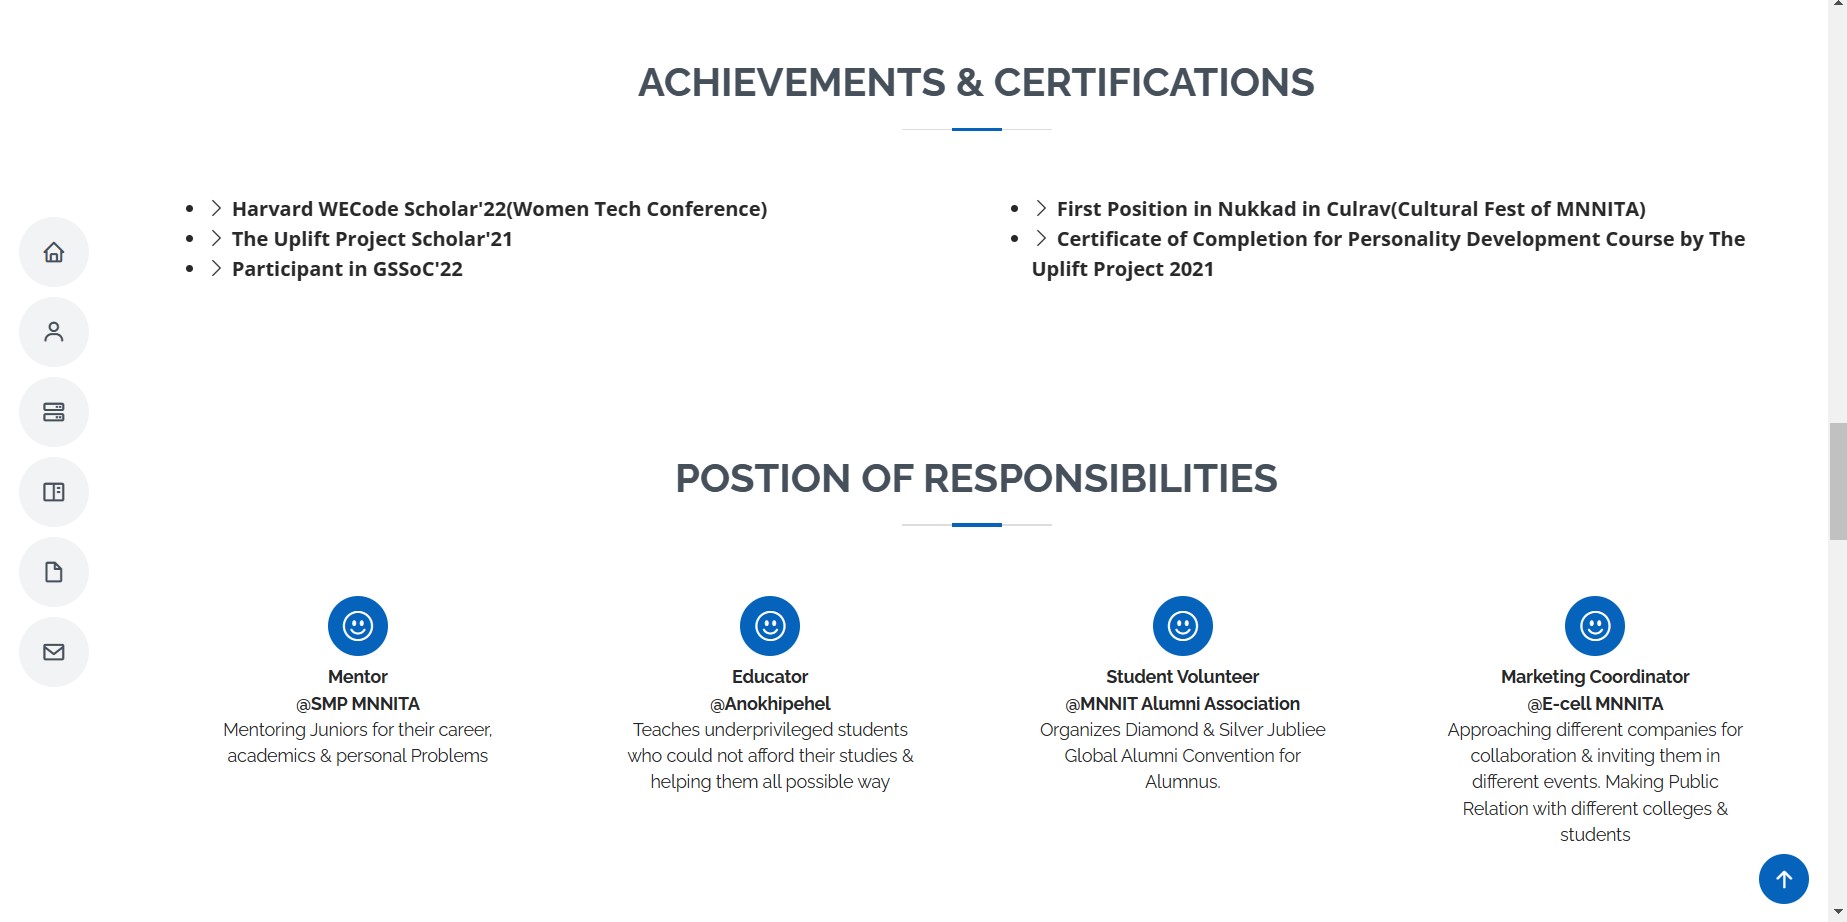 ACHIEVEMENTS & CERTIFICATIONS
Harvard WECode Scholar'22(Women Tech Conference)
The Uplift Project Scholar'21
Participant in GSSoC'22
First Position in Nukkad in Culrav(Cultural Fest of MNNITA)
Certificate of Completion for Personality Development Course by The
Uplift Project 2021
POSTION OF RESPONSIBILITIES
Mentor
@SMP MNNITA
Mentoring Juniors for their career,
academics & personal Problems
Educator
@Anokhipehel
Teaches underprivileged students
who could not afford their studies &
helping them all possible way
Student Volunteer
@MNNIT Alumni Association
Organizes Diamond & Silver Jubliee
Global Alumni Convention for
Alumnus.
Marketing Coordinator
@E-cell MNNITA
Approaching different companies for
collaboration & inviting them in
different events. Making Public
Relation with different colleges &
students